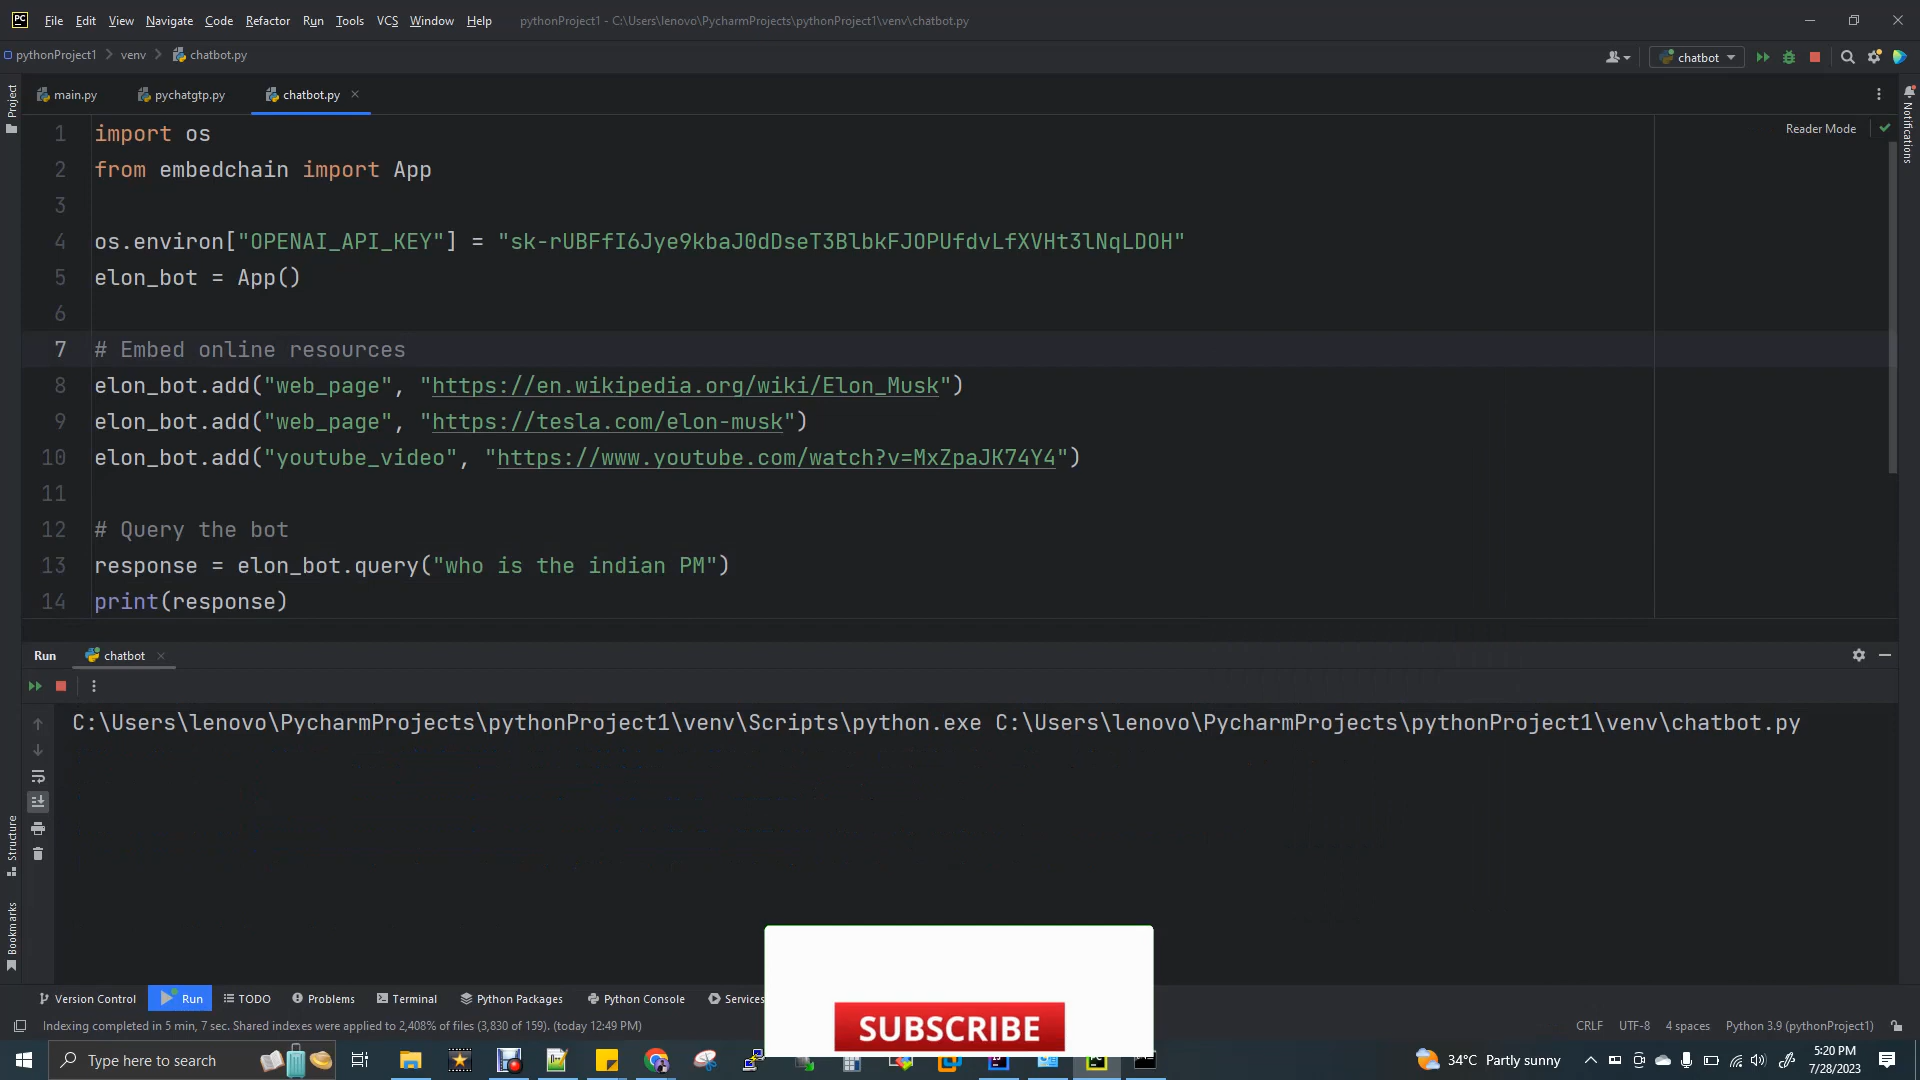 PC File Edit View Navigate Code Refactor Run Tools VCS Window Help pythonProject1 - C:\Users\lenovo\PycharmProjects\pythonProject1\venv\chatbot.py
pythonProject1 venv chatbot.py
chatbot
main.py pychatgtp.py chatbot.py
Project
Notifications
Reader Mode
1 import os
2 from embedchain import App
3
4 os.environ["OPENAI_API_KEY"] = "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"
5 elon_bot = App()
6
7 # Embed online resources
8 elon_bot.add("web_page", "https://en.wikipedia.org/wiki/Elon_Musk")
9 elon_bot.add("web_page", "https://tesla.com/elon-musk")
10 elon_bot.add("youtube_video", "https://www.youtube.com/watch?v=MxZpaJK74Y4")
11
12 # Query the bot
13 response = elon_bot.query("who is the indian PM")
14 print(response)
Run chatbot
C:\Users\lenovo\PycharmProjects\pythonProject1\venv\Scripts\python.exe C:\Users\lenovo\PycharmProjects\pythonProject1\venv\chatbot.py
Structure
Bookmarks
SUBSCRIBE
Version Control Run TODO Problems Terminal Python Packages Python Console Services
Indexing completed in 5 min, 7 sec. Shared indexes were applied to 2,408% of files (3,830 of 159). (today 12:49 PM)
CRLF UTF-8 4 spaces Python 3.9 (pythonProject1)
Type here to search
34°C Partly sunny
5:20 PM
7/28/2023